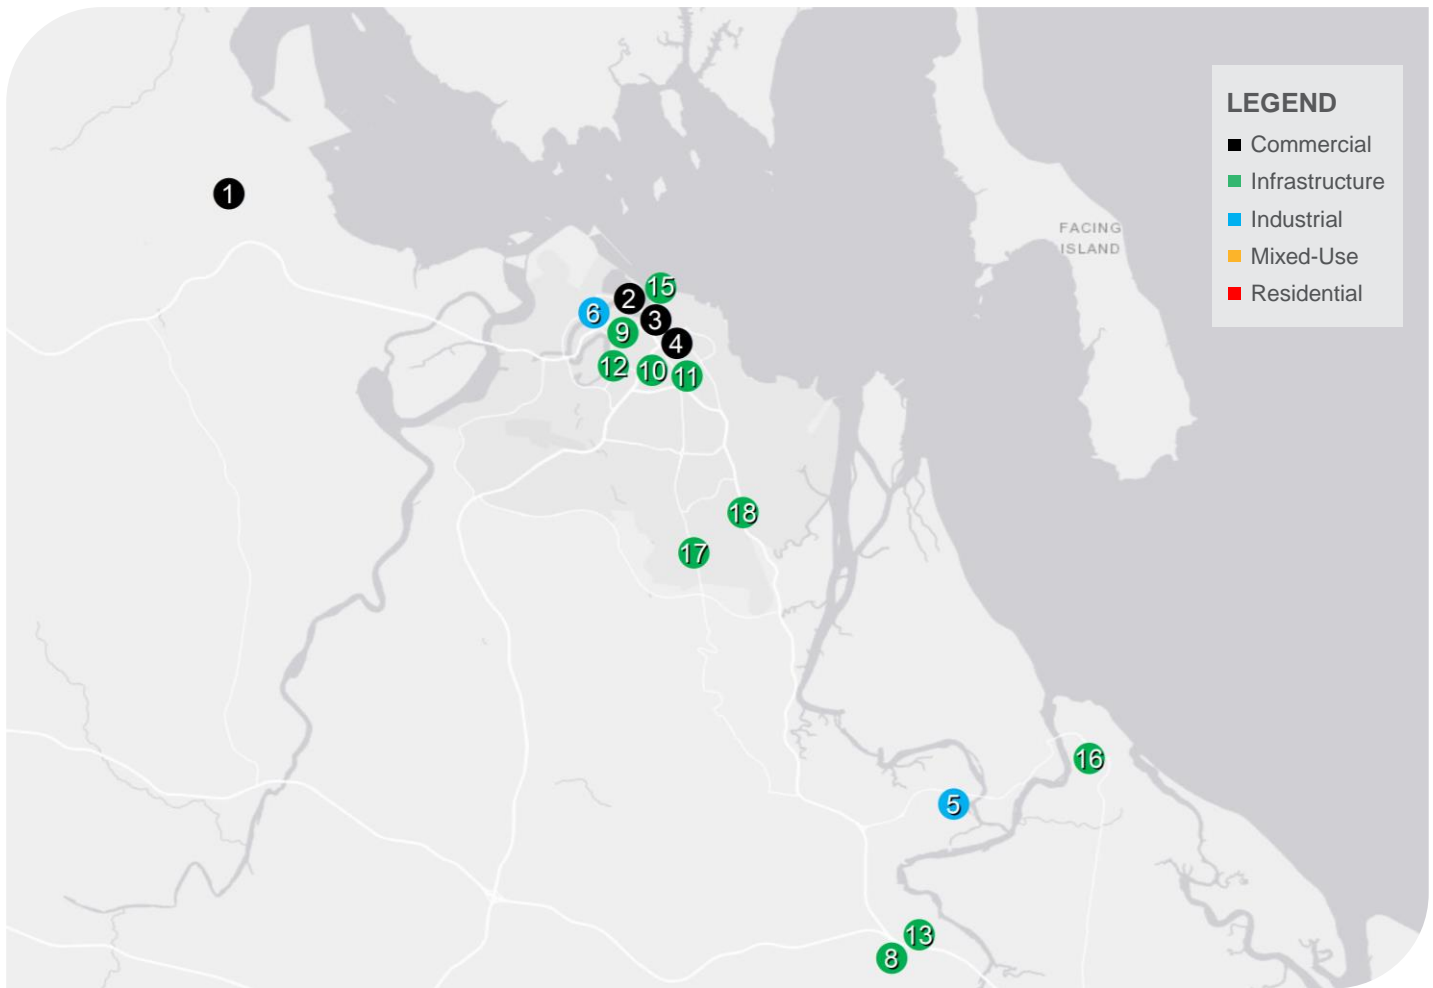 LEGEND
Commercial
Infrastructure
Industrial
Mixed-Use
Residential
FACING
ISLAND
1
15
2
6
3
9
4
12
10
11
18
17
16
5
13
8